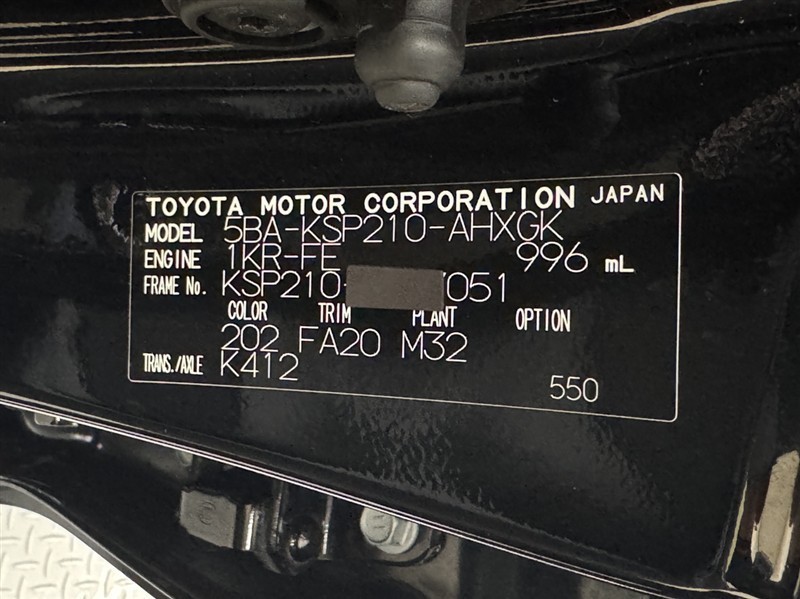 TOYOTA MOTOR CORPORATION JAPAN
MODEL 5BA-KSP210-AHXGK
ENGINE 1KR-FE 996 mL
FRAME No. KSP210- 051
COLOR TRIM PLANT OPTION
202 FA20 M32
TRANS./AXLE K412
550